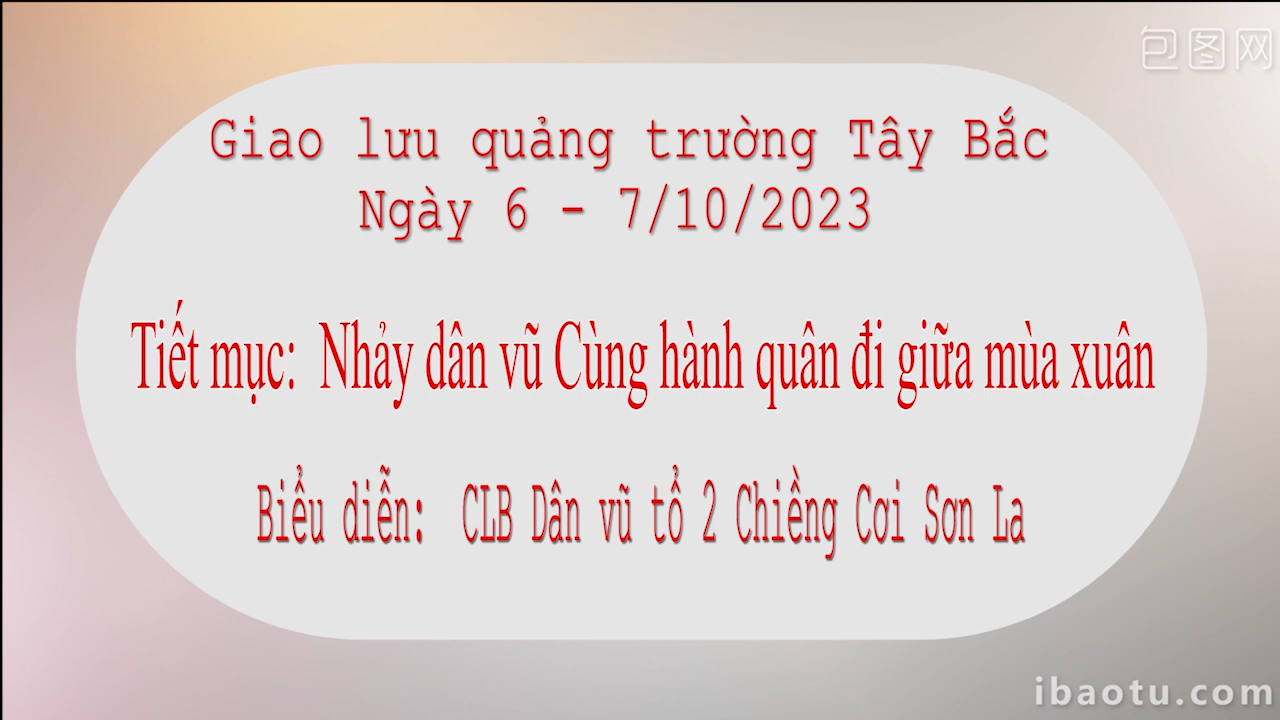 包图网
Giao lưu quảng trường Tây Bắc
Ngày 6 - 7/10/2023
Tiết mục: Nhảy dân vũ Cùng hành quân đi giữa mùa xuân
Biểu diễn: CLB Dân vũ tổ 2 Chiềng Cơi Sơn La
ibaotu.com